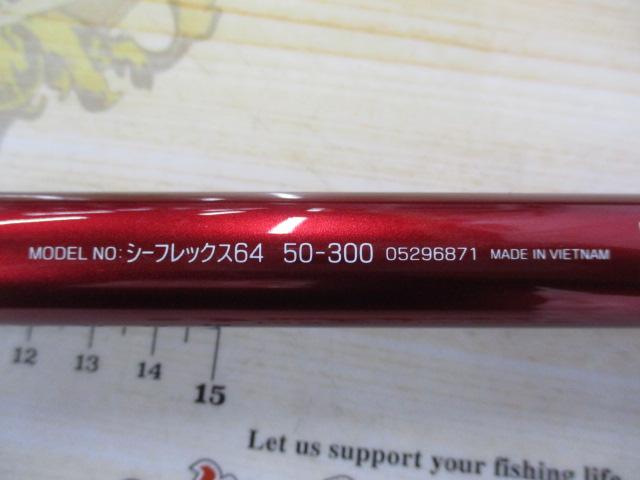 MODEL NO: シーフレックス64 50-300 05296871 MADE IN VIETNAM
12 13 14 15
Let us support your fishing life.